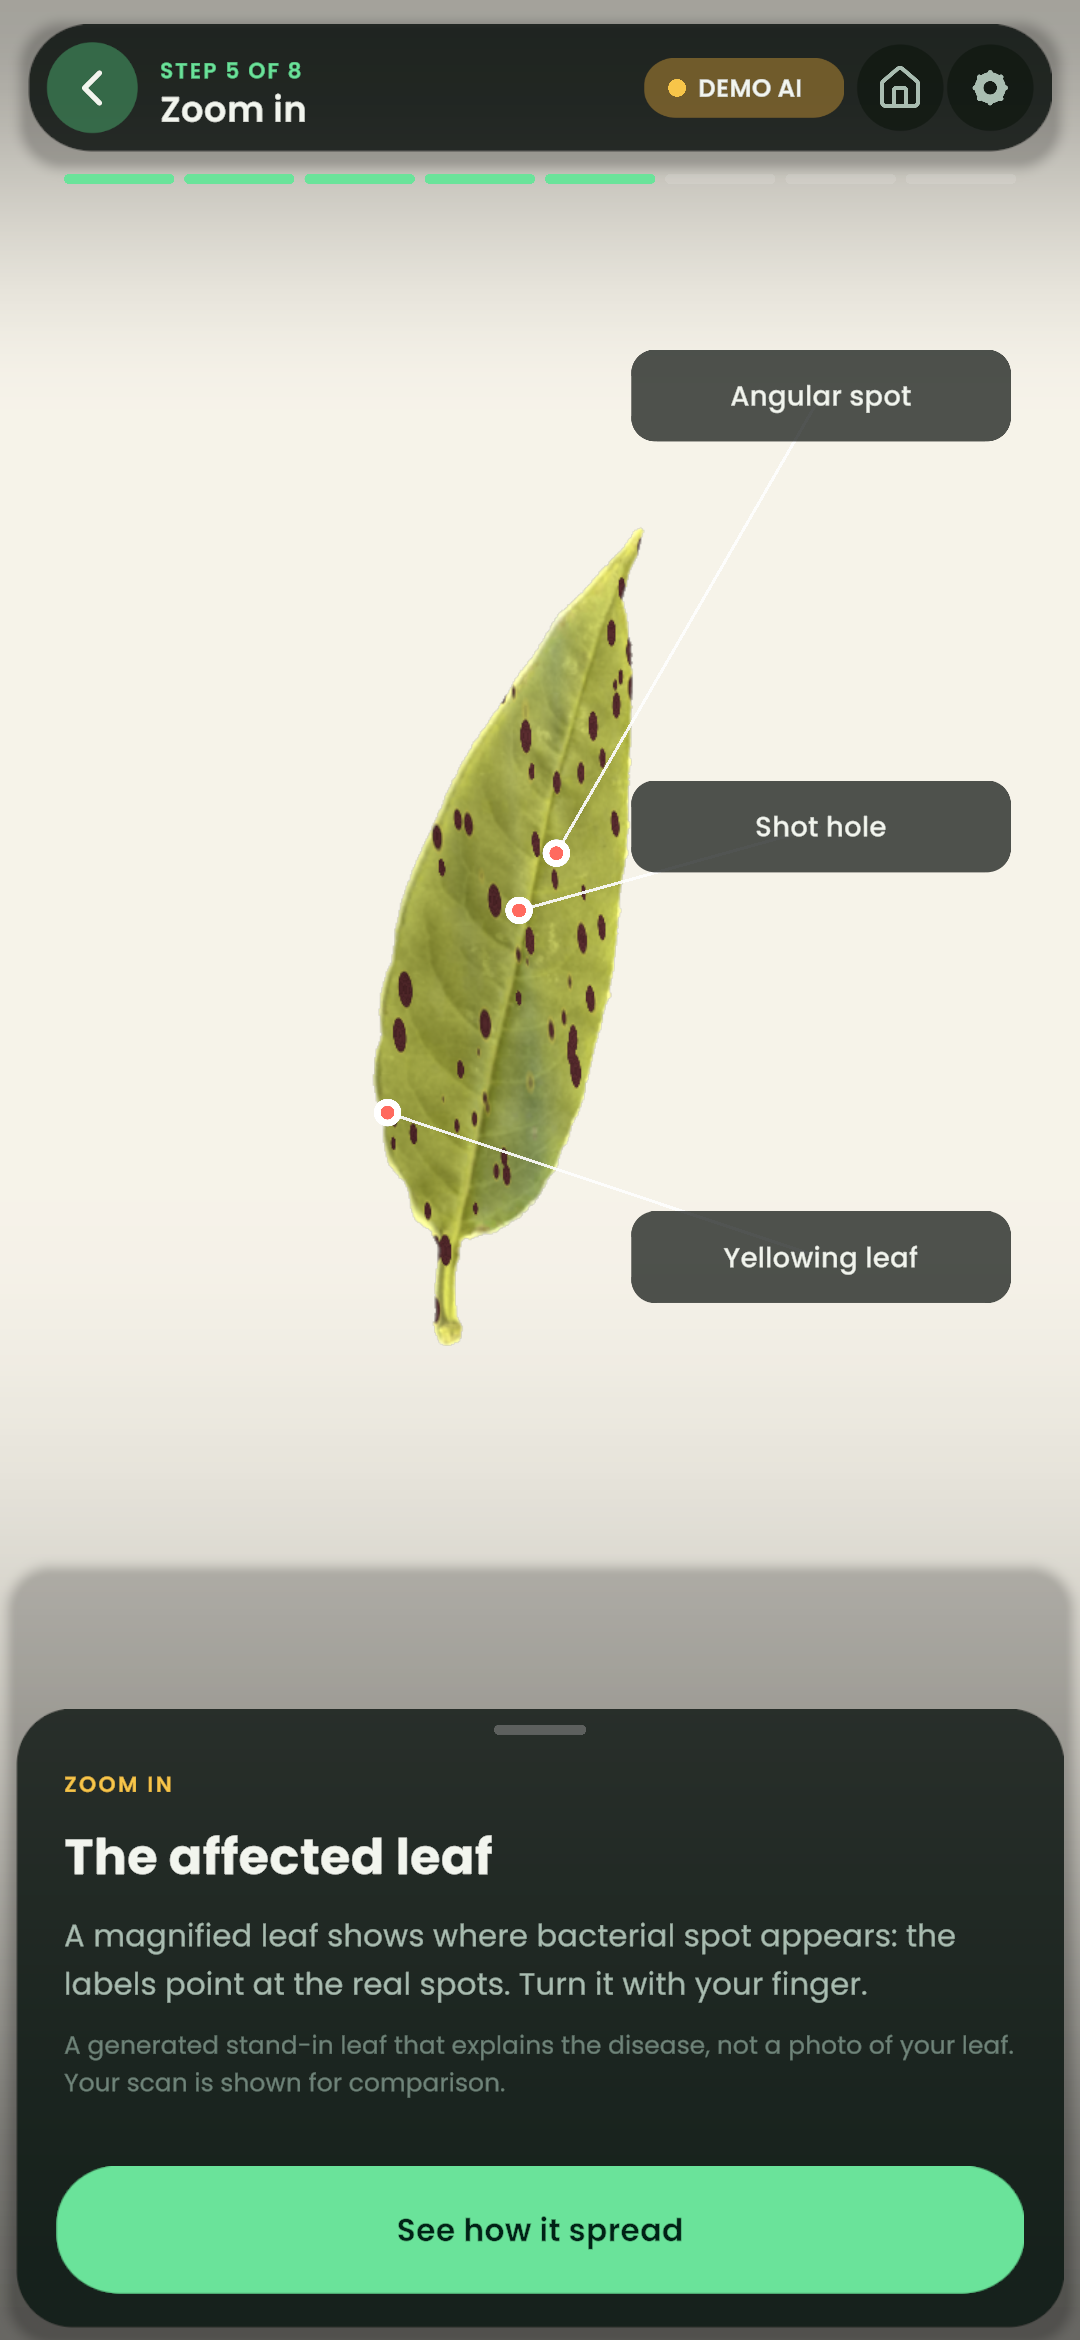 STEP 5 OF 8
Zoom in
DEMO AI
Angular spot
Shot hole
Yellowing leaf
ZOOM IN
The affected leaf
A magnified leaf shows where bacterial spot appears: the
labels point at the real spots. Turn it with your finger.
A generated stand-in leaf that explains the disease, not a photo of your leaf.
Your scan is shown for comparison.
See how it spread